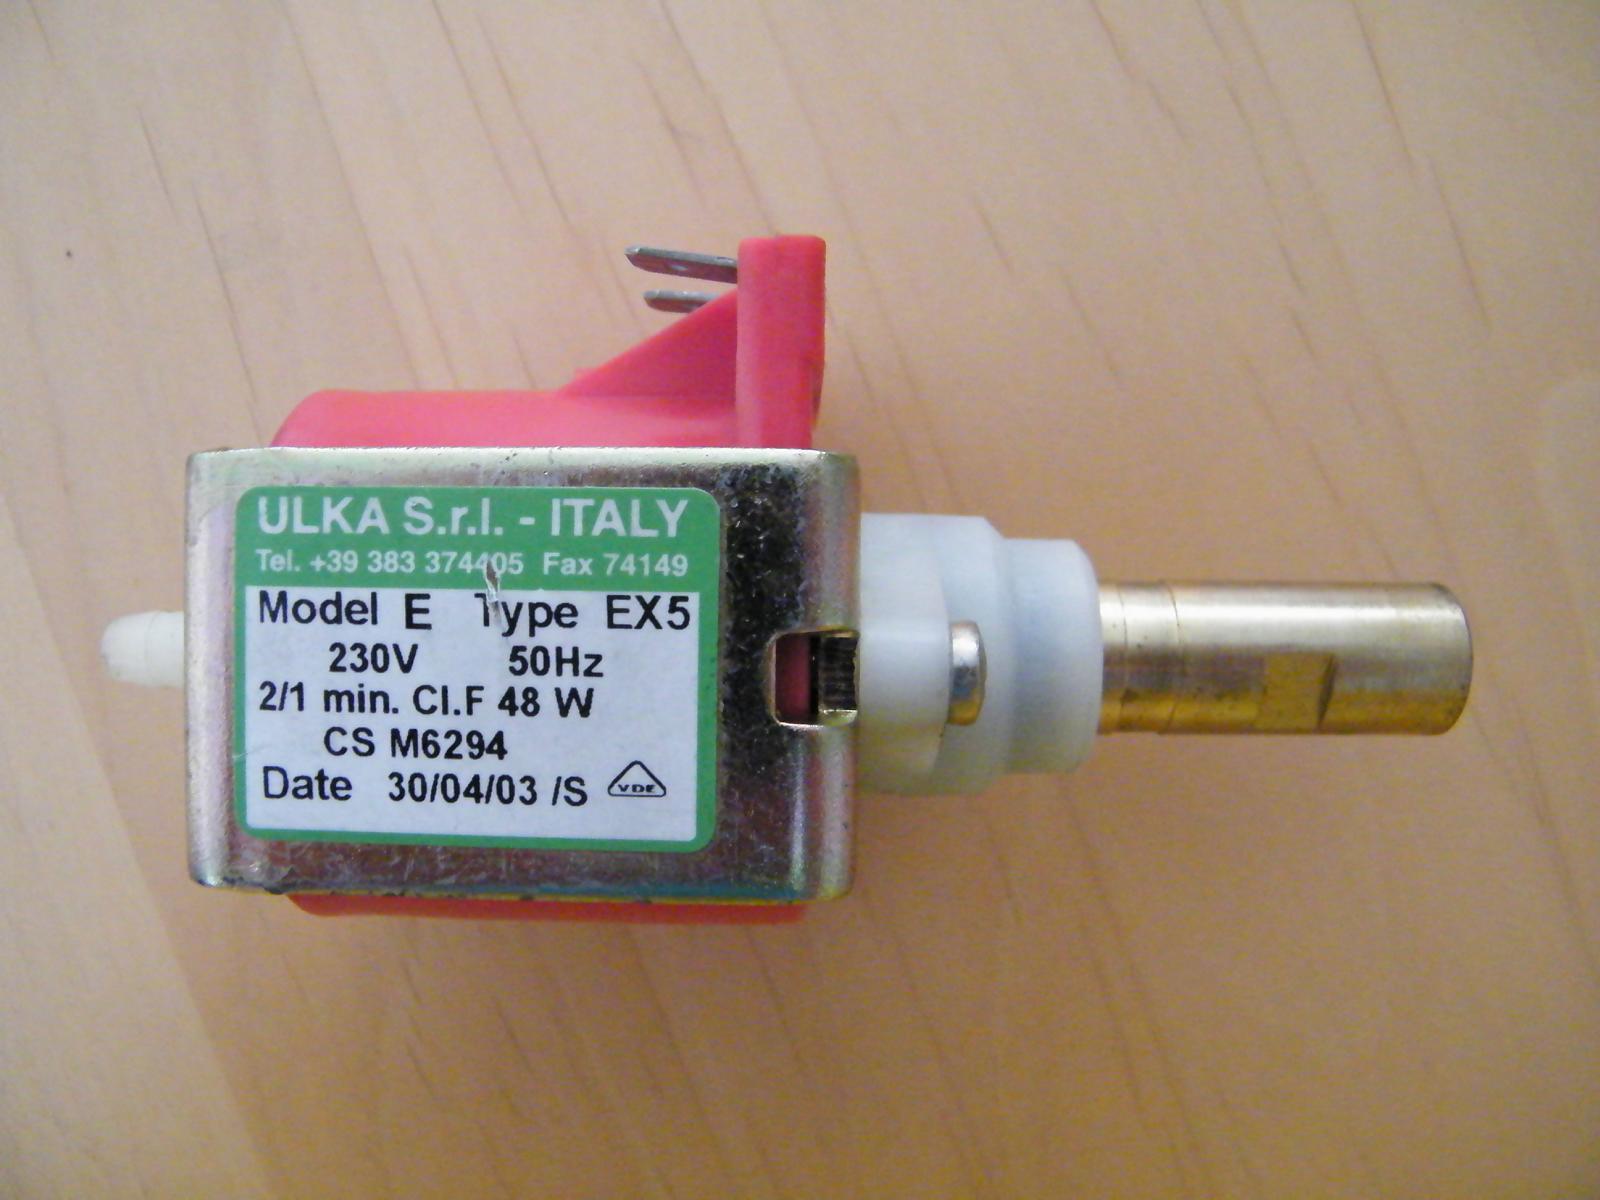 ULKA S.r.l. - ITALY
Tel. +39 383 374405 Fax 74149
Model E Type EX5
230V 50Hz
2/1 min. Cl.F 48 W
CS M6294
Date 30/04/03 /S VDE